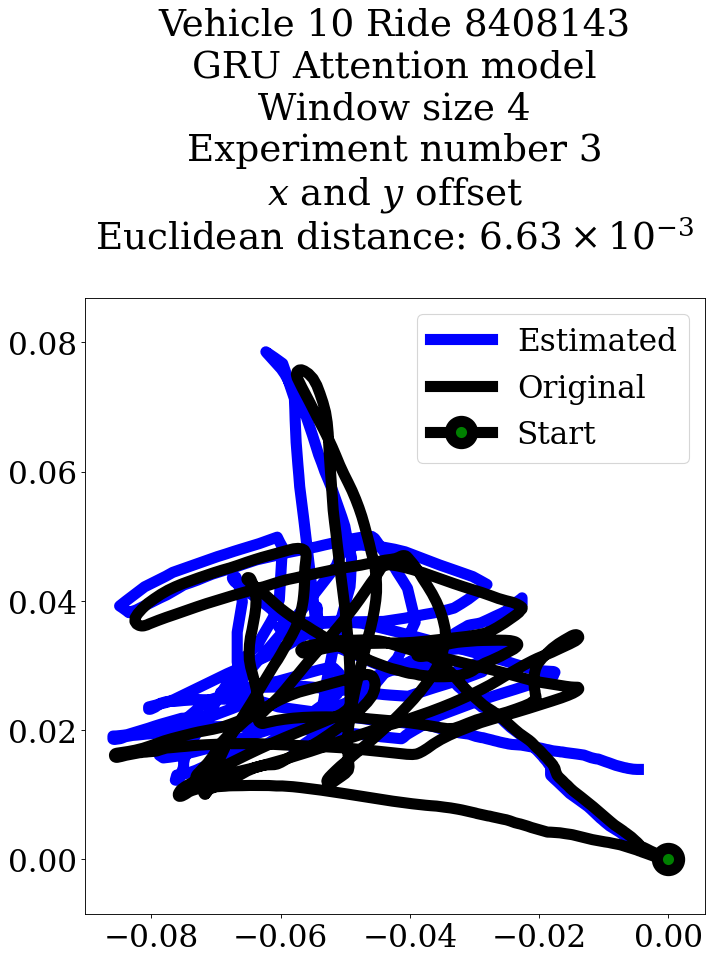 Vehicle 10 Ride 8408143
GRU Attention model
Window size 4
Experiment number 3
x and y offset
Euclidean distance: 6.63 × 10⁻³
Estimated
Original
Start
0.08
0.06
0.04
0.02
0.00
−0.08 −0.06 −0.04 −0.02 0.00